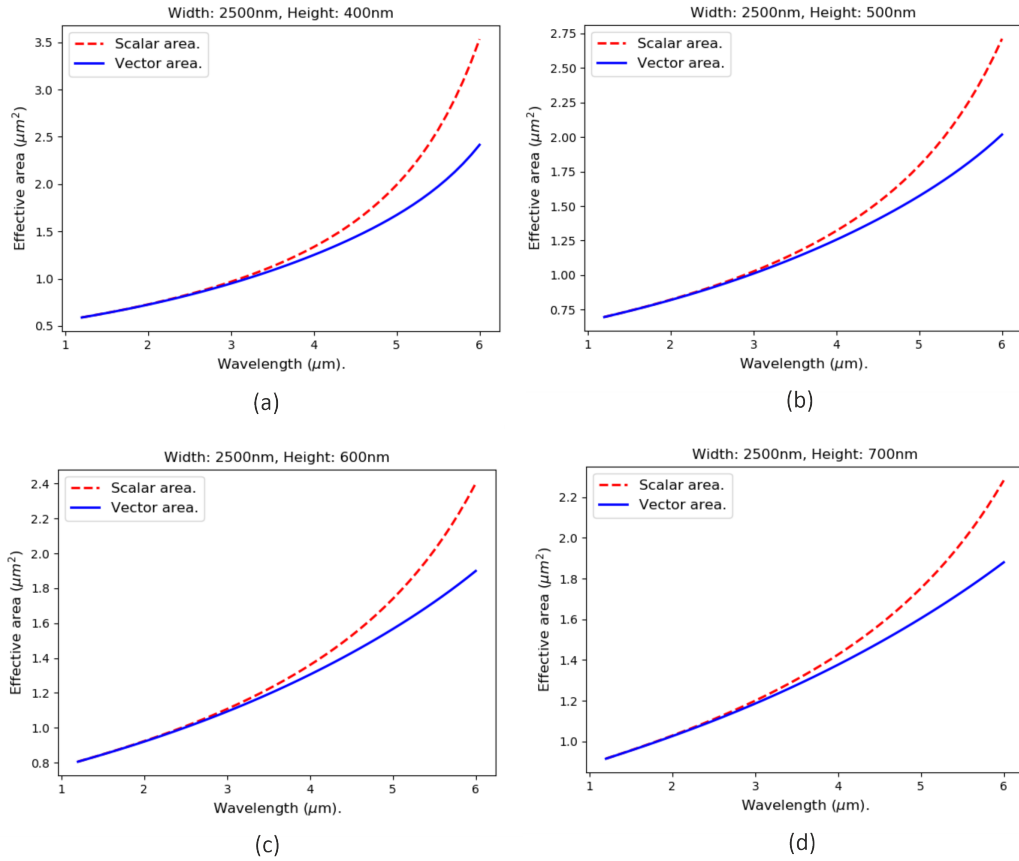 Width: 2500nm, Height: 400nm
Scalar area.
Vector area.
Effective area (μm²)
3.5
3.0
2.5
2.0
1.5
1.0
0.5
1 2 3 4 5 6
Wavelength (μm).
(a)
Width: 2500nm, Height: 500nm
Scalar area.
Vector area.
Effective area (μm²)
2.75
2.50
2.25
2.00
1.75
1.50
1.25
1.00
0.75
1 2 3 4 5 6
Wavelength (μm).
(b)
Width: 2500nm, Height: 600nm
Scalar area.
Vector area.
Effective area (μm²)
2.4
2.2
2.0
1.8
1.6
1.4
1.2
1.0
0.8
1 2 3 4 5 6
Wavelength (μm).
(c)
Width: 2500nm, Height: 700nm
Scalar area.
Vector area.
Effective area (μm²)
2.2
2.0
1.8
1.6
1.4
1.2
1.0
1 2 3 4 5 6
Wavelength (μm).
(d)